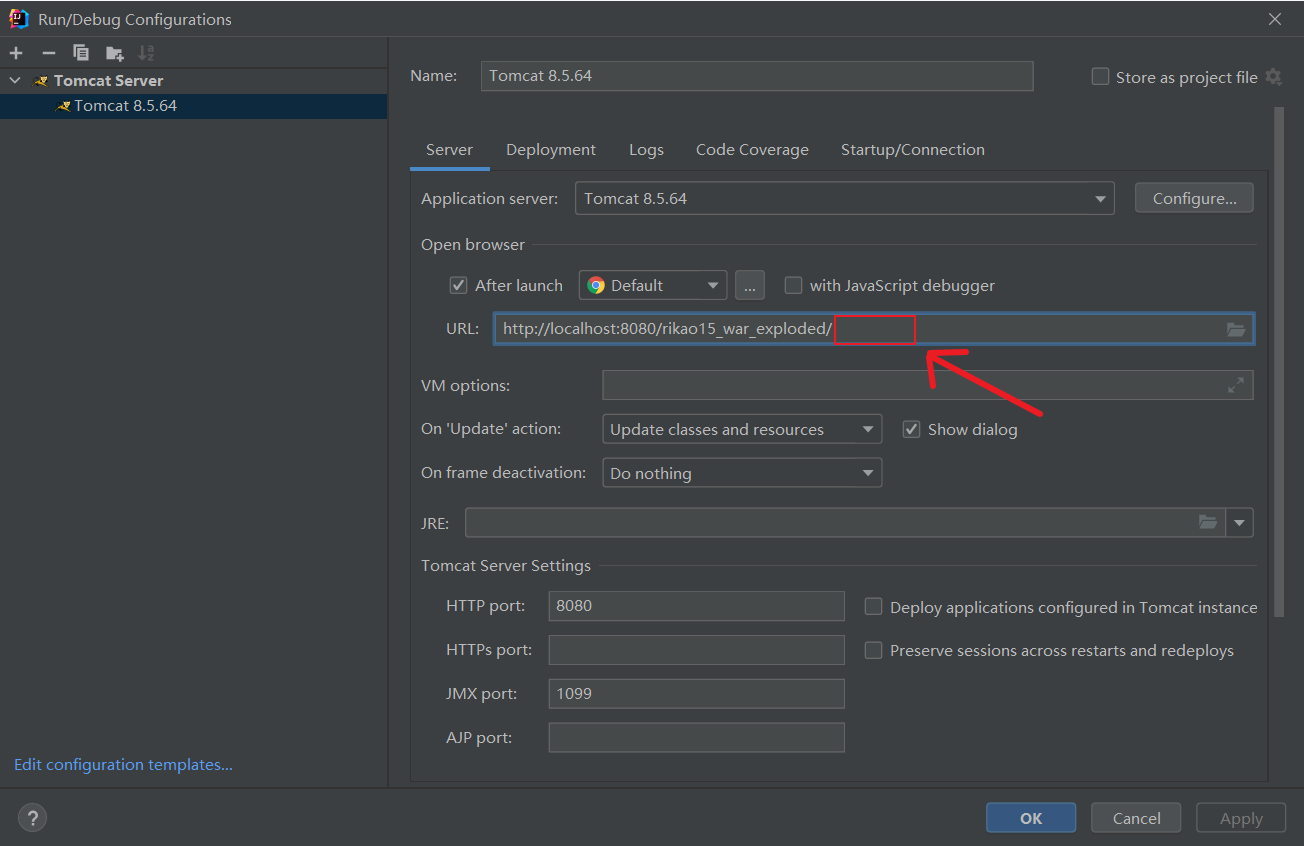 Run/Debug Configurations
Tomcat Server
Tomcat 8.5.64
Name: Tomcat 8.5.64 Store as project file
Server Deployment Logs Code Coverage Startup/Connection
Application server: Tomcat 8.5.64 Configure...
Open browser
After launch Default ... with JavaScript debugger
URL: http://localhost:8080/rikao15_war_exploded/
VM options:
On 'Update' action: Update classes and resources Show dialog
On frame deactivation: Do nothing
JRE:
Tomcat Server Settings
HTTP port: 8080 Deploy applications configured in Tomcat instance
HTTPs port: Preserve sessions across restarts and redeploys
JMX port: 1099
AJP port:
Edit configuration templates...
? OK Cancel Apply